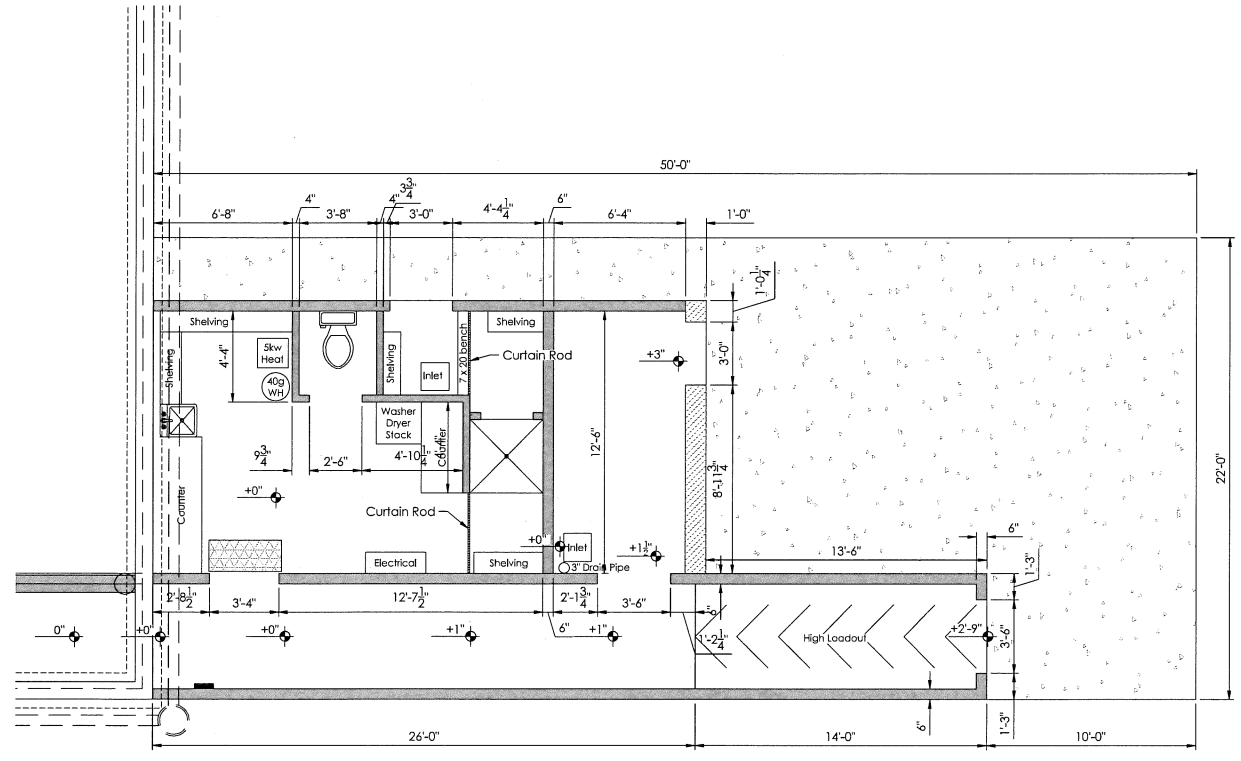 50'-0"
6'-8"
4"
3'-8"
4"
3 3/4"
3'-0"
4'-4 1/4"
6"
6'-4"
1'-0"
1'-0 1/4"
Shelving
Shelving
4'-4"
5kw
Heat
40g
WH
Shelving
Inlet
7 x 20 bench
Curtain Rod
Shelving
+3"
3'-0"
Washer
Dryer
Stack
Counter
4'-4"
12'-6"
9 3/4"
2'-6"
4'-10 1/4"
8'-11 3/4"
22'-0"
+0"
Counter
Curtain Rod
+0"
Inlet
+1 1/2"
6"
13'-6"
1'-3"
Electrical
Shelving
3" Drain Pipe
2'-8 1/2"
3'-4"
12'-7 1/2"
6"
2'-1 3/4"
3'-6"
6"
1'-2 1/4"
0"
+0"
+0"
+1"
+1"
High Loadout
+2'-9"
3'-6"
6"
1'-3"
26'-0"
14'-0"
10'-0"